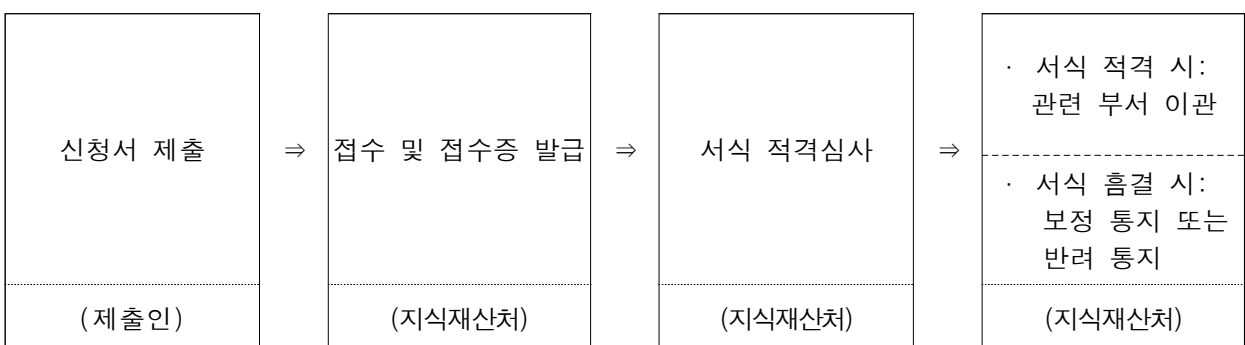 신청서 제출
⇒
접수 및 접수증 발급
⇒
서식 적격심사
⇒
· 서식 적격 시:
관련 부서 이관
· 서식 흠결 시:
보정 통지 또는
반려 통지
(제출인)
(지식재산처)
(지식재산처)
(지식재산처)